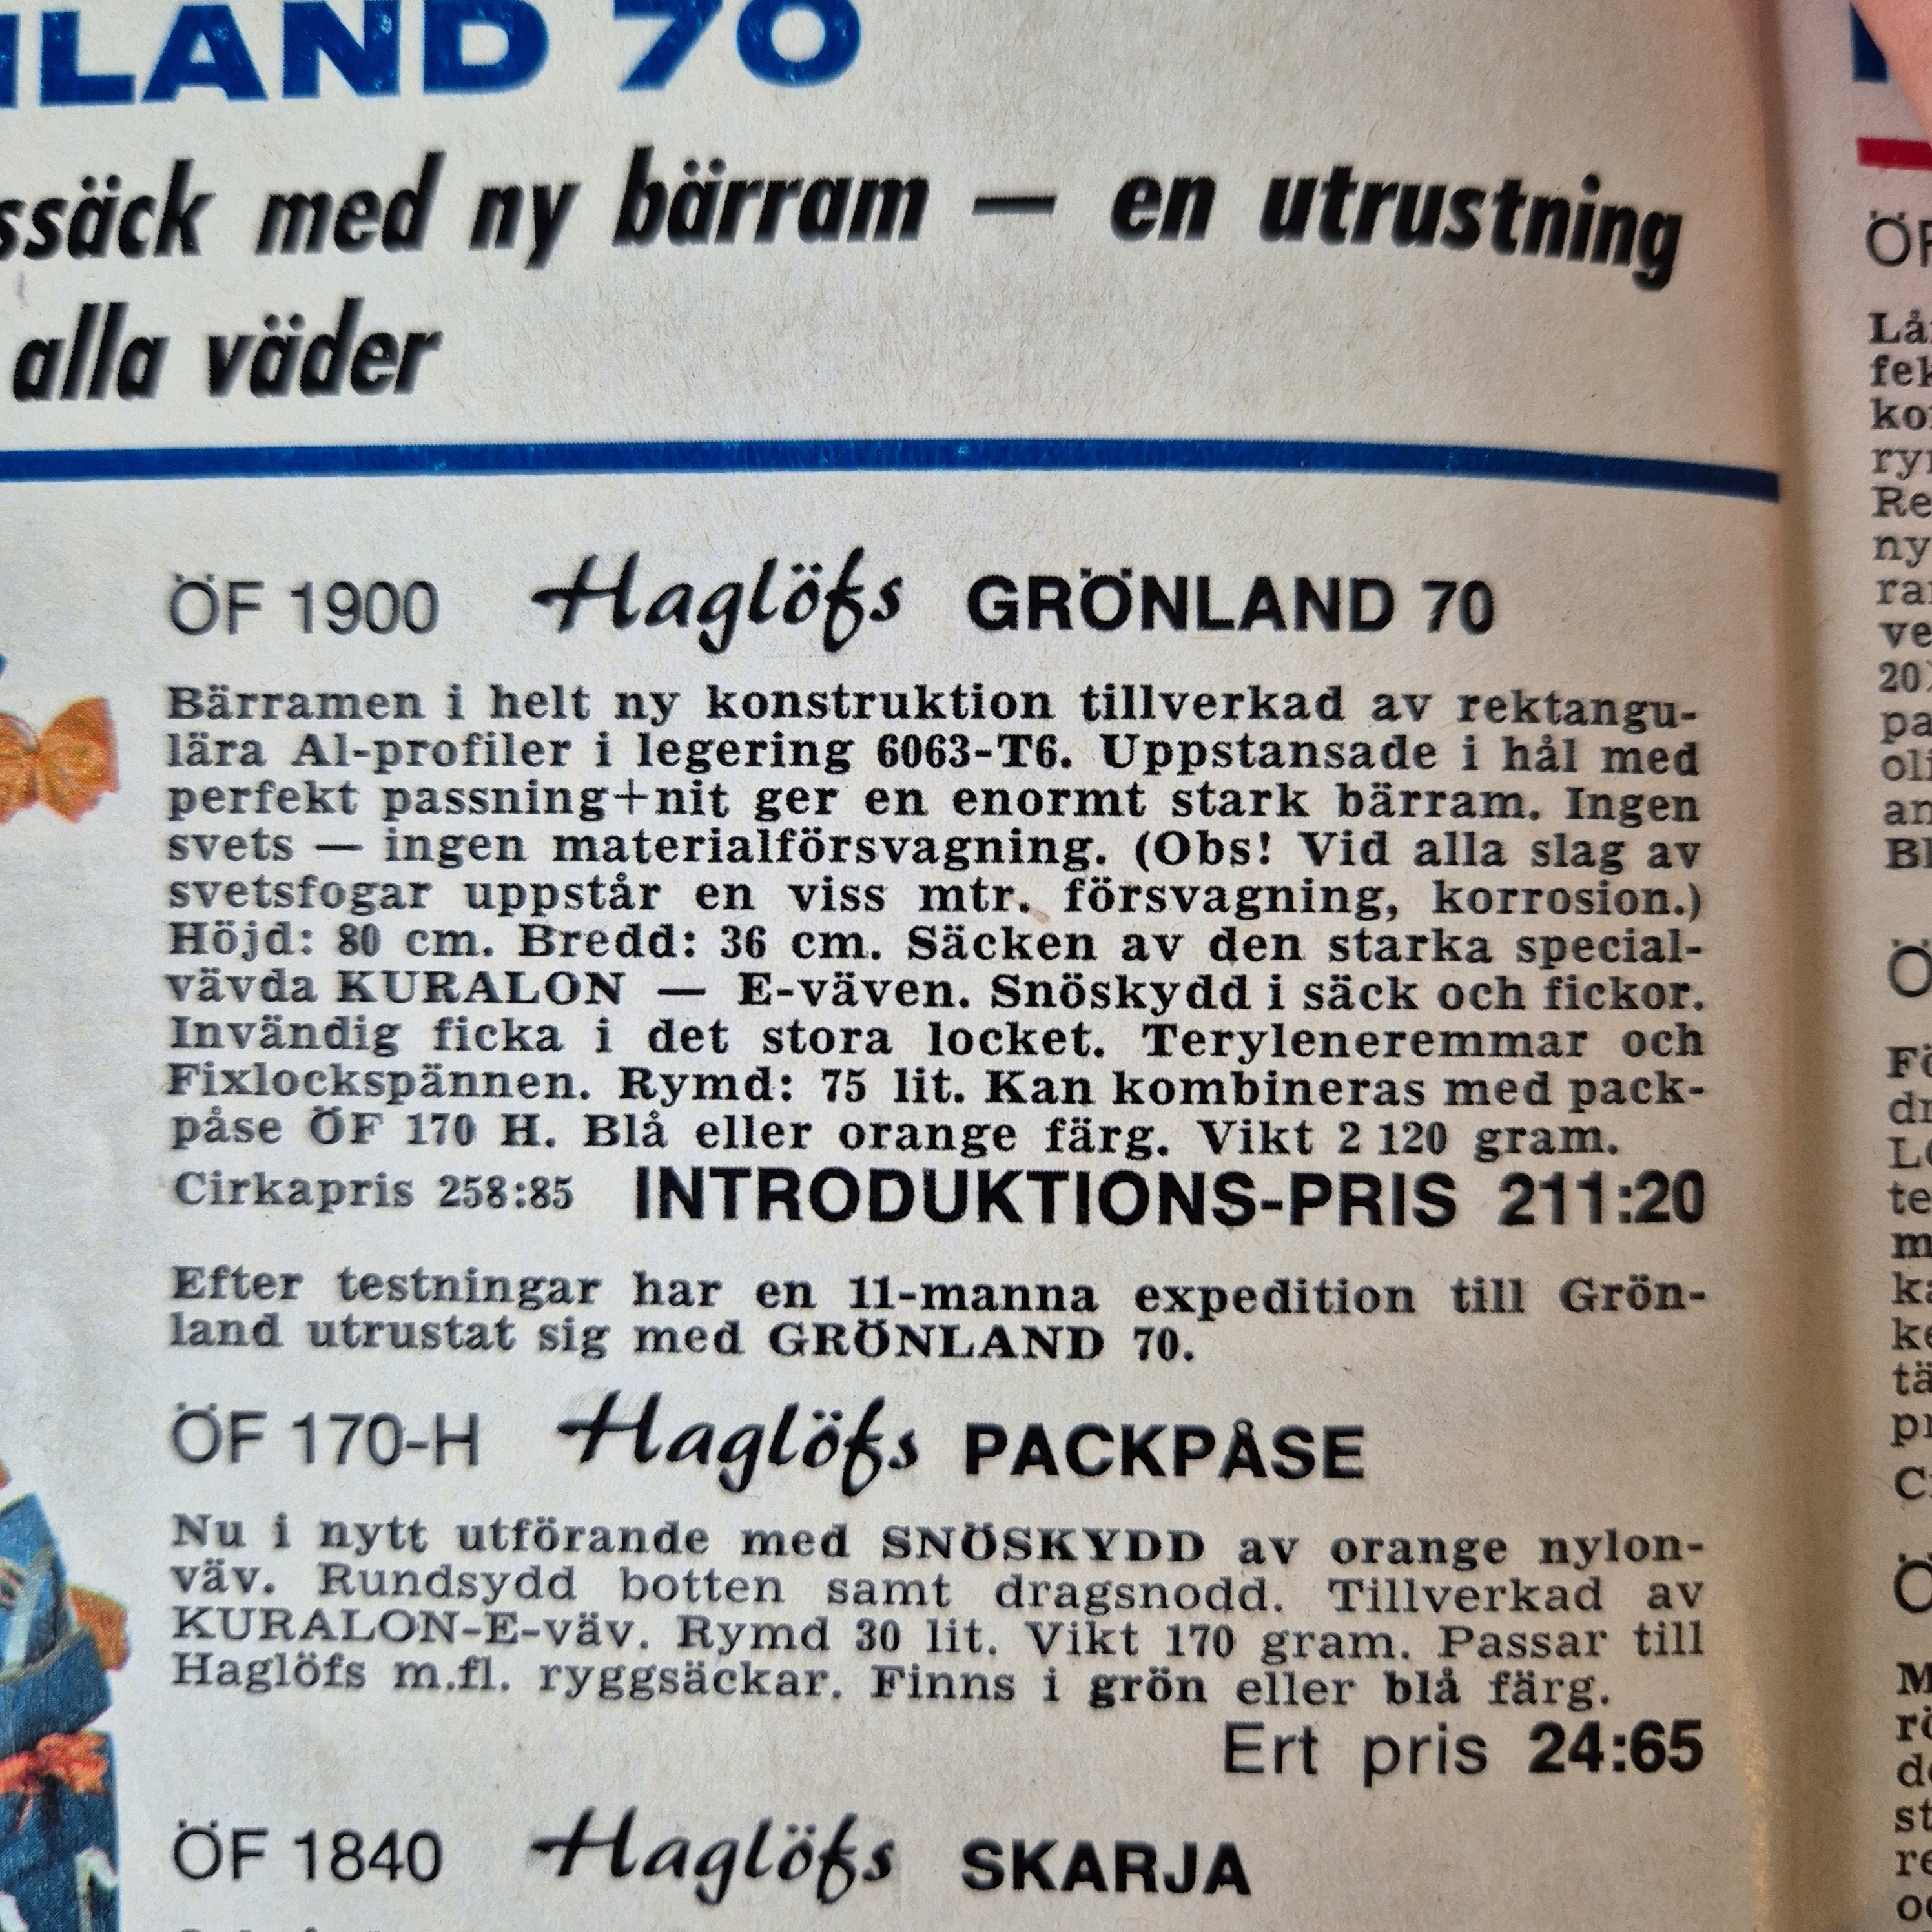 LAND 70
ssäck med ny bärram — en utrustning
alla väder
ÖF 1900 Haglöfs GRÖNLAND 70
Bärramen i helt ny konstruktion tillverkad av rektangu-
lära Al-profiler i legering 6063-T6. Uppstansade i hål med
perfekt passning+nit ger en enormt stark bärram. Ingen
svets — ingen materialförsvagning. (Obs! Vid alla slag av
svetsfogar uppstår en viss mtr. försvagning, korrosion.)
Höjd: 80 cm. Bredd: 36 cm. Säcken av den starka special-
vävda KURALON — E-väven. Snöskydd i säck och fickor.
Invändig ficka i det stora locket. Teryleneremmar och
Fixlockspännen. Rymd: 75 lit. Kan kombineras med pack-
påse ÖF 170 H. Blå eller orange färg. Vikt 2 120 gram.
Cirkapris 258:85 INTRODUKTIONS-PRIS 211:20
Efter testningar har en 11-manna expedition till Grön-
land utrustat sig med GRÖNLAND 70.
ÖF 170-H Haglöfs PACKPÅSE
Nu i nytt utförande med SNÖSKYDD av orange nylon-
väv. Rundsydd botten samt dragsnodd. Tillverkad av
KURALON-E-väv. Rymd 30 lit. Vikt 170 gram. Passar till
Haglöfs m.fl. ryggsäckar. Finns i grön eller blå färg.
Ert pris 24:65
ÖF 1840 Haglöfs SKARJA